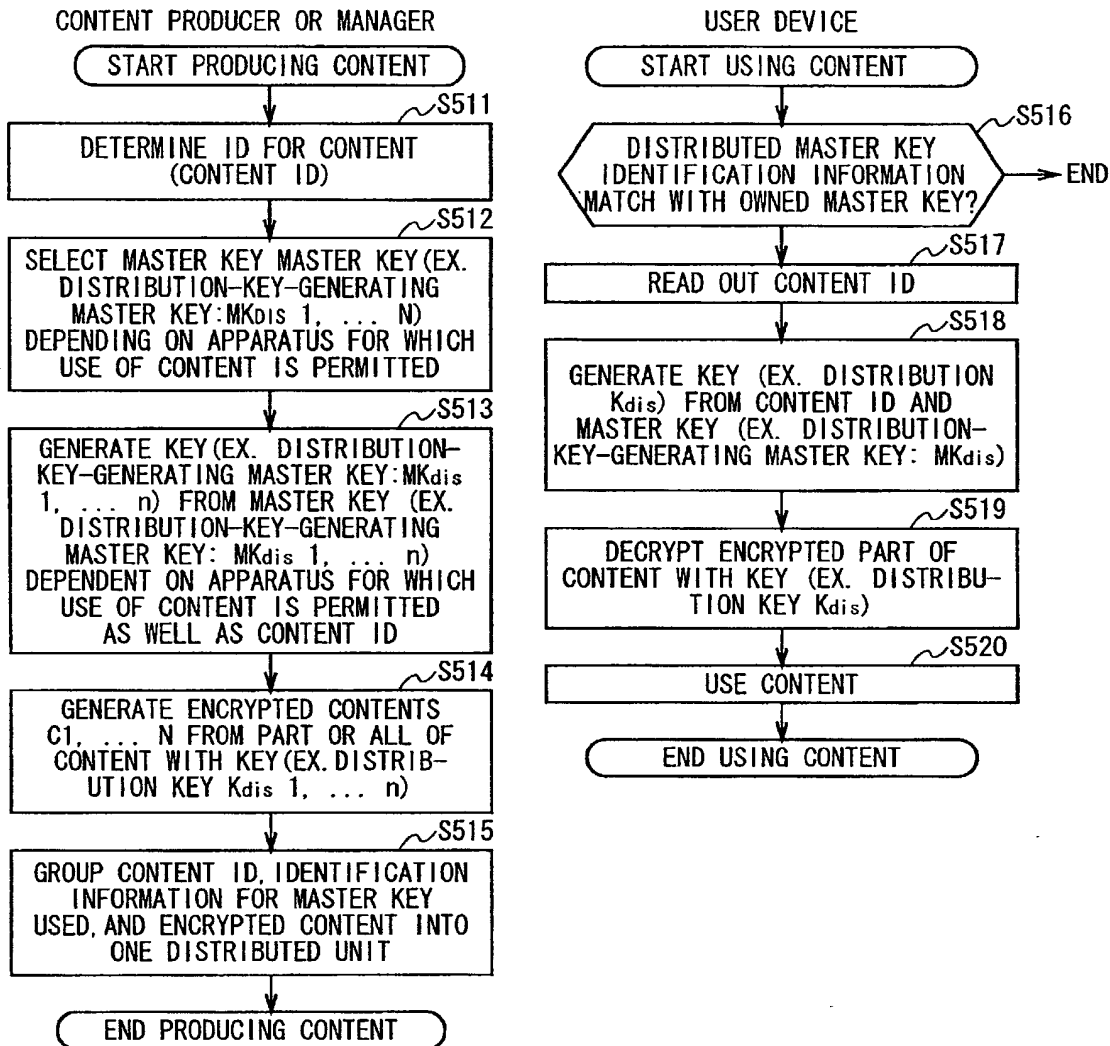 CONTENT PRODUCER OR MANAGER
START PRODUCING CONTENT
S511
DETERMINE ID FOR CONTENT
(CONTENT ID)
S512
SELECT MASTER KEY MASTER KEY(EX.
DISTRIBUTION-KEY-GENERATING
MASTER KEY:MKDIS 1, ... N)
DEPENDING ON APPARATUS FOR WHICH
USE OF CONTENT IS PERMITTED
S513
GENERATE KEY(EX. DISTRIBUTION-
KEY-GENERATING MASTER KEY:MKdis
1, ... n) FROM MASTER KEY (EX.
DISTRIBUTION-KEY-GENERATING
MASTER KEY: MKdis 1, ... n)
DEPENDENT ON APPARATUS FOR WHICH
USE OF CONTENT IS PERMITTED
AS WELL AS CONTENT ID
S514
GENERATE ENCRYPTED CONTENTS
C1, ... N FROM PART OR ALL OF
CONTENT WITH KEY(EX.DISTRIB-
UTION KEY Kdis 1, ... n)
S515
GROUP CONTENT ID, IDENTIFICATION
INFORMATION FOR MASTER KEY
USED, AND ENCRYPTED CONTENT INTO
ONE DISTRIBUTED UNIT
END PRODUCING CONTENT
USER DEVICE
START USING CONTENT
S516
DISTRIBUTED MASTER KEY
IDENTIFICATION INFORMATION
MATCH WITH OWNED MASTER KEY?
END
S517
READ OUT CONTENT ID
S518
GENERATE KEY (EX. DISTRIBUTION
Kdis) FROM CONTENT ID AND
MASTER KEY (EX. DISTRIBUTION-
KEY-GENERATING MASTER KEY: MKdis)
S519
DECRYPT ENCRYPTED PART OF
CONTENT WITH KEY (EX. DISTRIBU-
TION KEY Kdis)
S520
USE CONTENT
END USING CONTENT